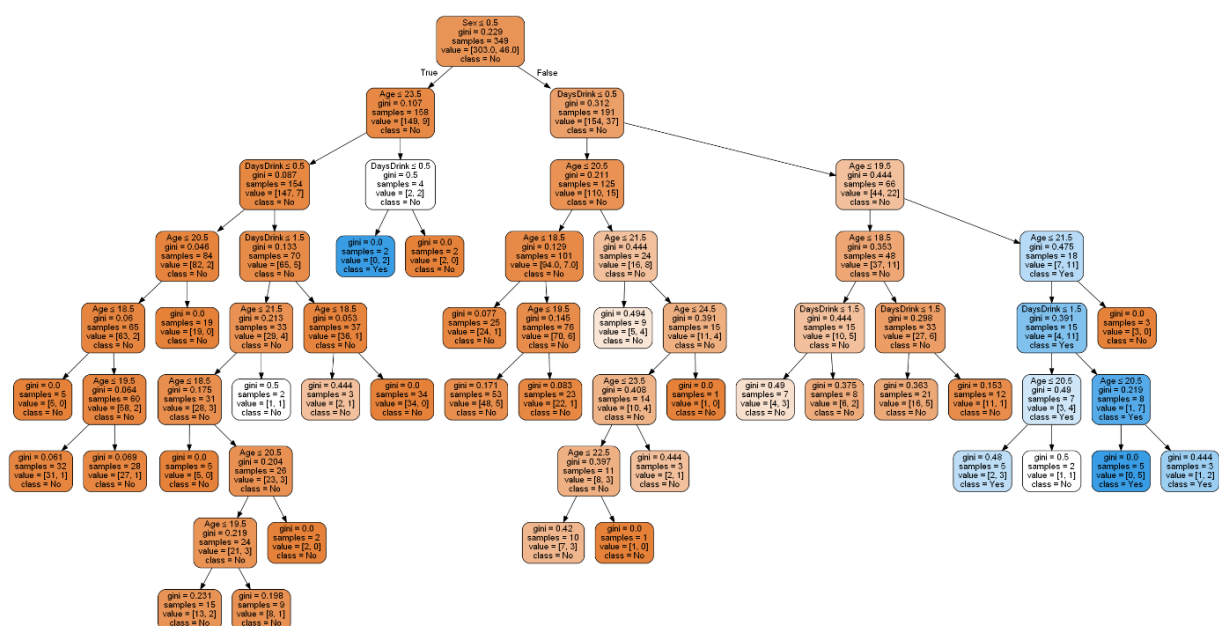 Sex ≤ 0.5
gini = 0.229
samples = 349
value = [303.0, 46.0]
class = No
True
False
Age ≤ 23.5
gini = 0.107
samples = 158
value = [149, 9]
class = No
DaysDrink ≤ 0.5
gini = 0.312
samples = 191
value = [154, 37]
class = No
DaysDrink ≤ 0.5
gini = 0.087
samples = 154
value = [147, 7]
class = No
DaysDrink ≤ 0.5
gini = 0.5
samples = 4
value = [2, 2]
class = No
Age ≤ 20.5
gini = 0.211
samples = 125
value = [110, 15]
class = No
Age ≤ 19.5
gini = 0.444
samples = 66
value = [44, 22]
class = No
Age ≤ 20.5
gini = 0.046
samples = 84
value = [82, 2]
class = No
DaysDrink ≤ 1.5
gini = 0.133
samples = 70
value = [65, 5]
class = No
gini = 0.0
samples = 2
value = [0, 2]
class = Yes
gini = 0.0
samples = 2
value = [2, 0]
class = No
Age ≤ 18.5
gini = 0.129
samples = 101
value = [94.0, 7.0]
class = No
Age ≤ 21.5
gini = 0.444
samples = 24
value = [16, 8]
class = No
Age ≤ 18.5
gini = 0.353
samples = 48
value = [37, 11]
class = No
Age ≤ 21.5
gini = 0.475
samples = 18
value = [7, 11]
class = Yes
Age ≤ 18.5
gini = 0.06
samples = 65
value = [63, 2]
class = No
gini = 0.0
samples = 19
value = [19, 0]
class = No
Age ≤ 21.5
gini = 0.213
samples = 33
value = [29, 4]
class = No
Age ≤ 18.5
gini = 0.053
samples = 37
value = [36, 1]
class = No
gini = 0.077
samples = 25
value = [24, 1]
class = No
Age ≤ 19.5
gini = 0.145
samples = 76
value = [70, 6]
class = No
gini = 0.494
samples = 9
value = [5, 4]
class = No
Age ≤ 24.5
gini = 0.391
samples = 15
value = [11, 4]
class = No
DaysDrink ≤ 1.5
gini = 0.444
samples = 15
value = [10, 5]
class = No
DaysDrink ≤ 1.5
gini = 0.298
samples = 33
value = [27, 6]
class = No
DaysDrink ≤ 1.5
gini = 0.391
samples = 15
value = [4, 11]
class = Yes
gini = 0.0
samples = 3
value = [3, 0]
class = No
gini = 0.0
samples = 5
value = [5, 0]
class = No
Age ≤ 19.5
gini = 0.064
samples = 60
value = [58, 2]
class = No
Age ≤ 18.5
gini = 0.175
samples = 31
value = [28, 3]
class = No
gini = 0.5
samples = 2
value = [1, 1]
class = No
gini = 0.444
samples = 3
value = [2, 1]
class = No
gini = 0.0
samples = 34
value = [34, 0]
class = No
gini = 0.171
samples = 53
value = [48, 5]
class = No
gini = 0.083
samples = 23
value = [22, 1]
class = No
Age ≤ 23.5
gini = 0.408
samples = 14
value = [10, 4]
class = No
gini = 0.0
samples = 1
value = [1, 0]
class = No
gini = 0.49
samples = 7
value = [4, 3]
class = No
gini = 0.375
samples = 8
value = [6, 2]
class = No
gini = 0.363
samples = 21
value = [16, 5]
class = No
gini = 0.153
samples = 12
value = [11, 1]
class = No
Age ≤ 20.5
gini = 0.49
samples = 7
value = [3, 4]
class = Yes
Age ≤ 20.5
gini = 0.219
samples = 8
value = [1, 7]
class = Yes
gini = 0.061
samples = 32
value = [31, 1]
class = No
gini = 0.069
samples = 28
value = [27, 1]
class = No
gini = 0.0
samples = 5
value = [5, 0]
class = No
Age ≤ 20.5
gini = 0.204
samples = 26
value = [23, 3]
class = No
Age ≤ 22.5
gini = 0.397
samples = 11
value = [8, 3]
class = No
gini = 0.444
samples = 3
value = [2, 1]
class = No
gini = 0.48
samples = 5
value = [2, 3]
class = Yes
gini = 0.5
samples = 2
value = [1, 1]
class = No
gini = 0.0
samples = 5
value = [0, 5]
class = Yes
gini = 0.444
samples = 3
value = [1, 2]
class = Yes
Age ≤ 19.5
gini = 0.219
samples = 24
value = [21, 3]
class = No
gini = 0.0
samples = 2
value = [2, 0]
class = No
gini = 0.42
samples = 10
value = [7, 3]
class = No
gini = 0.0
samples = 1
value = [1, 0]
class = No
gini = 0.231
samples = 15
value = [13, 2]
class = No
gini = 0.198
samples = 9
value = [8, 1]
class = No